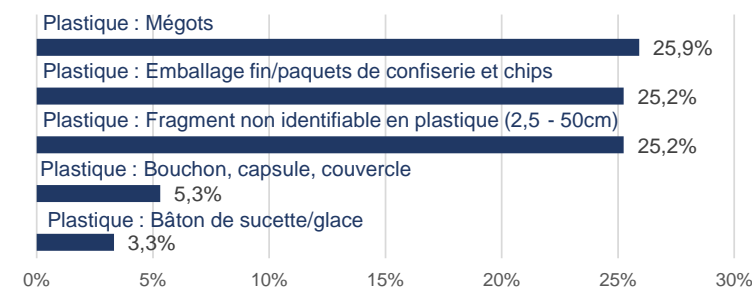 Plastique : Mégots
25,9%
Plastique : Emballage fin/paquets de confiserie et chips
25,2%
Plastique : Fragment non identifiable en plastique (2,5 - 50cm)
25,2%
Plastique : Bouchon, capsule, couvercle
5,3%
Plastique : Bâton de sucette/glace
3,3%
0% 5% 10% 15% 20% 25% 30%